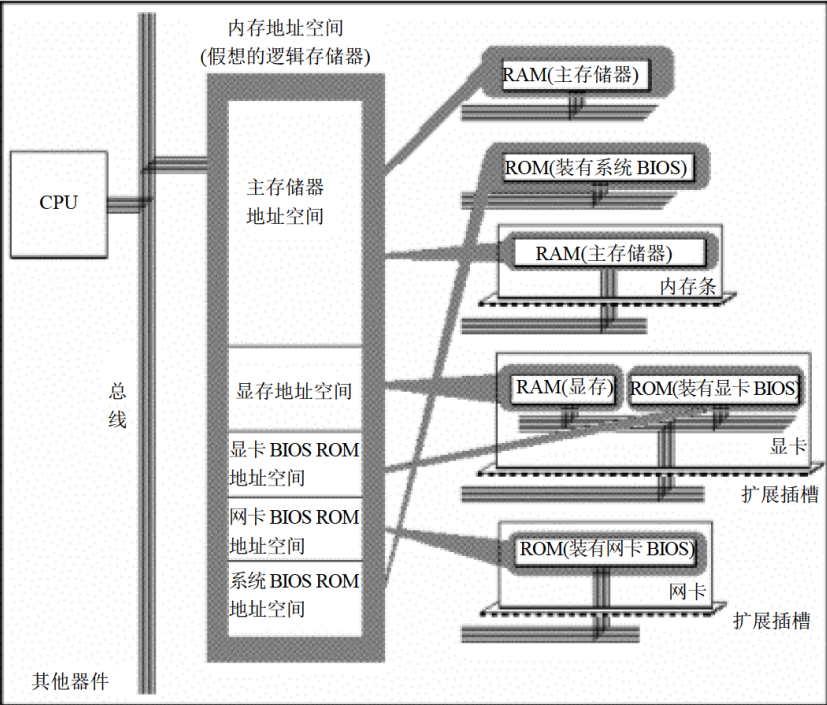 内存地址空间
(假想的逻辑存储器)
CPU
总
线
其他器件
主存储器
地址空间
显存地址空间
显卡 BIOS ROM
地址空间
网卡 BIOS ROM
地址空间
系统 BIOS ROM
地址空间
RAM(主存储器)
ROM(装有系统 BIOS)
RAM(主存储器)
内存条
RAM(显存)
ROM(装有显卡 BIOS)
显卡
扩展插槽
ROM(装有网卡 BIOS)
网卡
扩展插槽